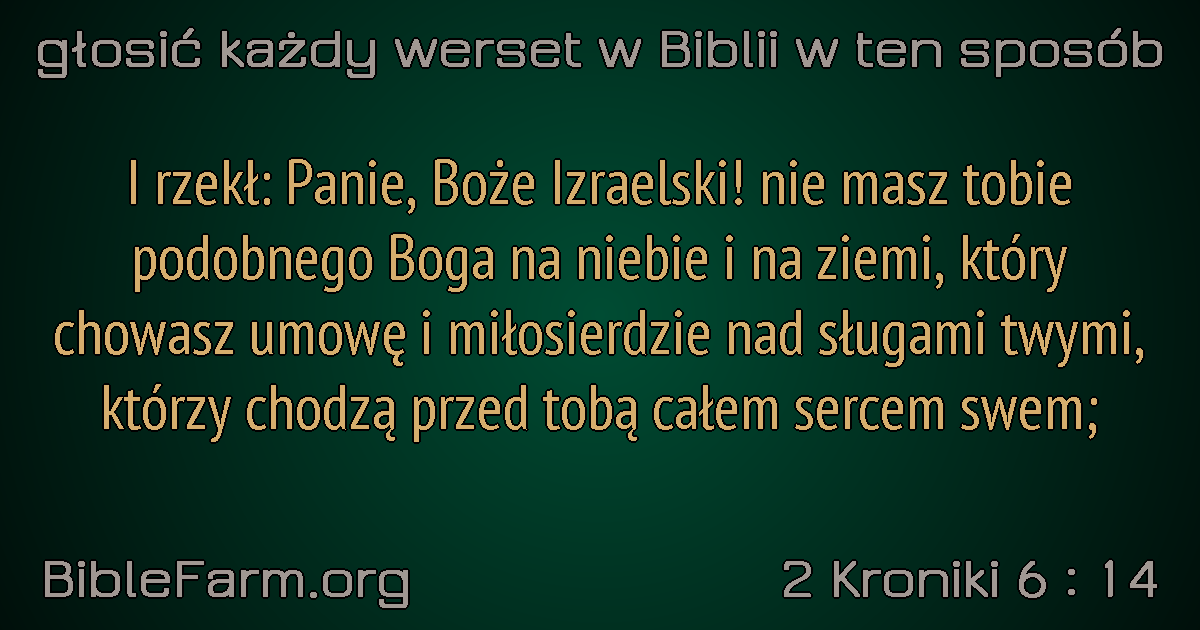 głosić każdy werset w Biblii w ten sposób
I rzekł: Panie, Boże Izraelski! nie masz tobie
podobnego Boga na niebie i na ziemi, który
chowasz umowę i miłosierdzie nad sługami twymi,
którzy chodzą przed tobą całem sercem swem;
BibleFarm.org
2 Kroniki 6 : 14